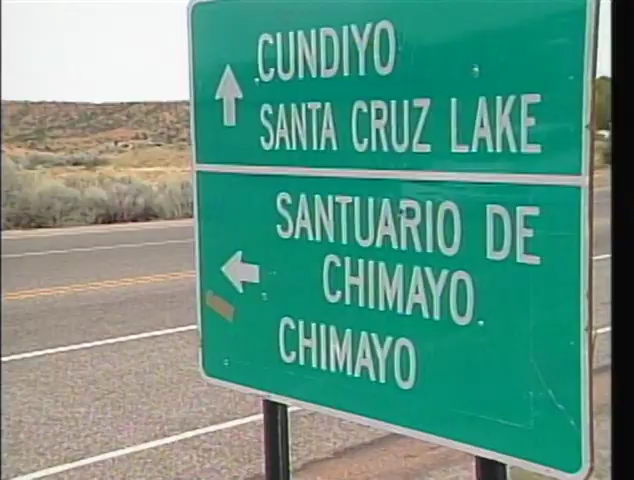 CUNDIYO
SANTA CRUZ LAKE
SANTUARIO DE
CHIMAYO
CHIMAYO